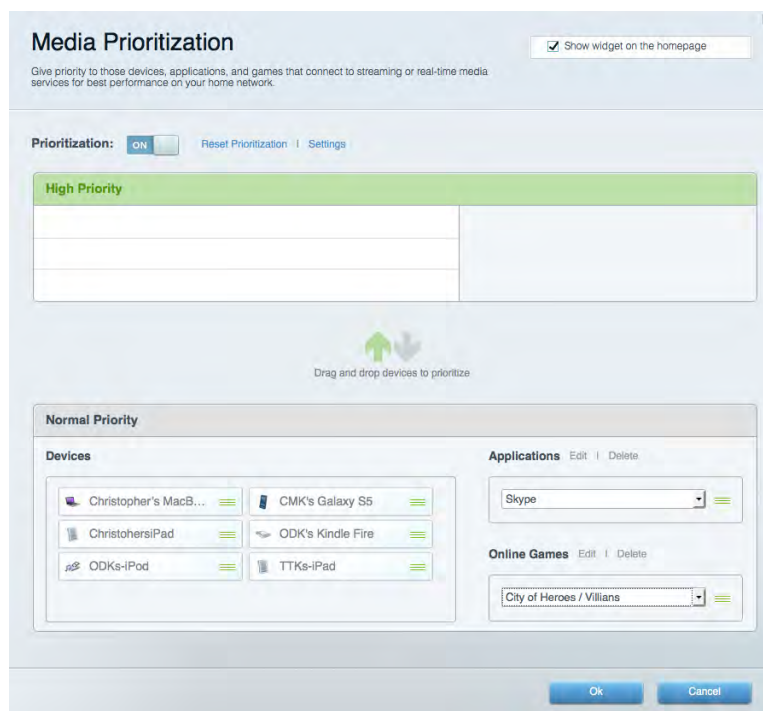 Media Prioritization
Show widget on the homepage
Give priority to those devices, applications, and games that connect to streaming or real-time media
services for best performance on your home network.
Prioritization: ON Reset Prioritization | Settings
High Priority
Drag and drop devices to prioritize
Normal Priority
Devices
Applications Edit | Delete
Christopher's MacB... CMK's Galaxy S5
Skype
ChristohersiPad ODK's Kindle Fire
ODKs-iPod TTKs-iPad
Online Games Edit | Delete
City of Heroes / Villians
Ok Cancel